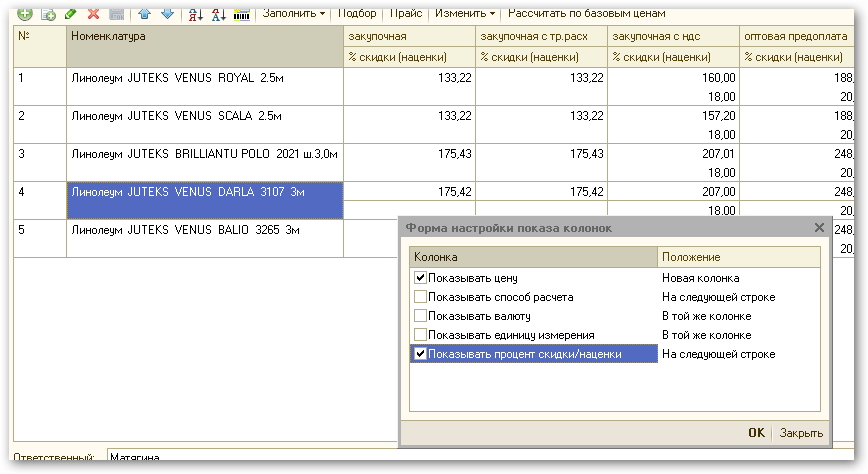 Заполнить Подбор Прайс Изменить Рассчитать по базовым ценам
№ Номенклатура закупочная закупочная с тр.расх закупочная с ндс оптовая предоплата
% скидки (наценки) % скидки (наценки) % скидки (наценки) % скидки (наценки)
1 Линолеум JUTEKS VENUS ROYAL 2.5м 133,22 133,22 160,00 188,
18.00 20,
2 Линолеум JUTEKS VENUS SCALA 2.5м 133,22 133,22 157,20 188,
18.00 20,
3 Линолеум JUTEKS BRILLIANTU POLO 2021 ш.3,0м 175,43 175,43 207,01 248,
18.00 20,
4 Линолеум JUTEKS VENUS DARLA 3107 3м 175,42 175,42 207,00 248,
18.00 20,
5 Линолеум JUTEKS VENUS BALIO 3265 3м 248,
20,
Форма настройки показа колонок
Колонка Положение
Показывать цену Новая колонка
Показывать способ расчета На следующей строке
Показывать валюту В той же колонке
Показывать единицу измерения В той же колонке
Показывать процент скидки/наценки На следующей строке
OK Закрыть
Ответственный: Матягина